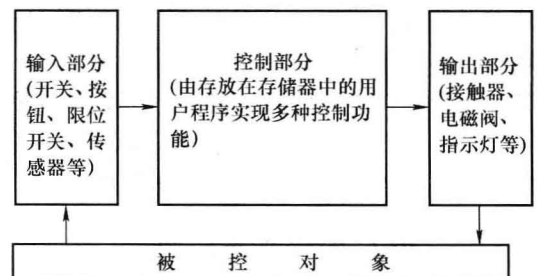 输入部分
(开关、按
钮、限位
开关、传
感器等)
控制部分
(由存放在存储器中的用
户程序实现多种控制功
能)
输出部分
(接触器、
电磁阀、
指示灯等)
被控对象